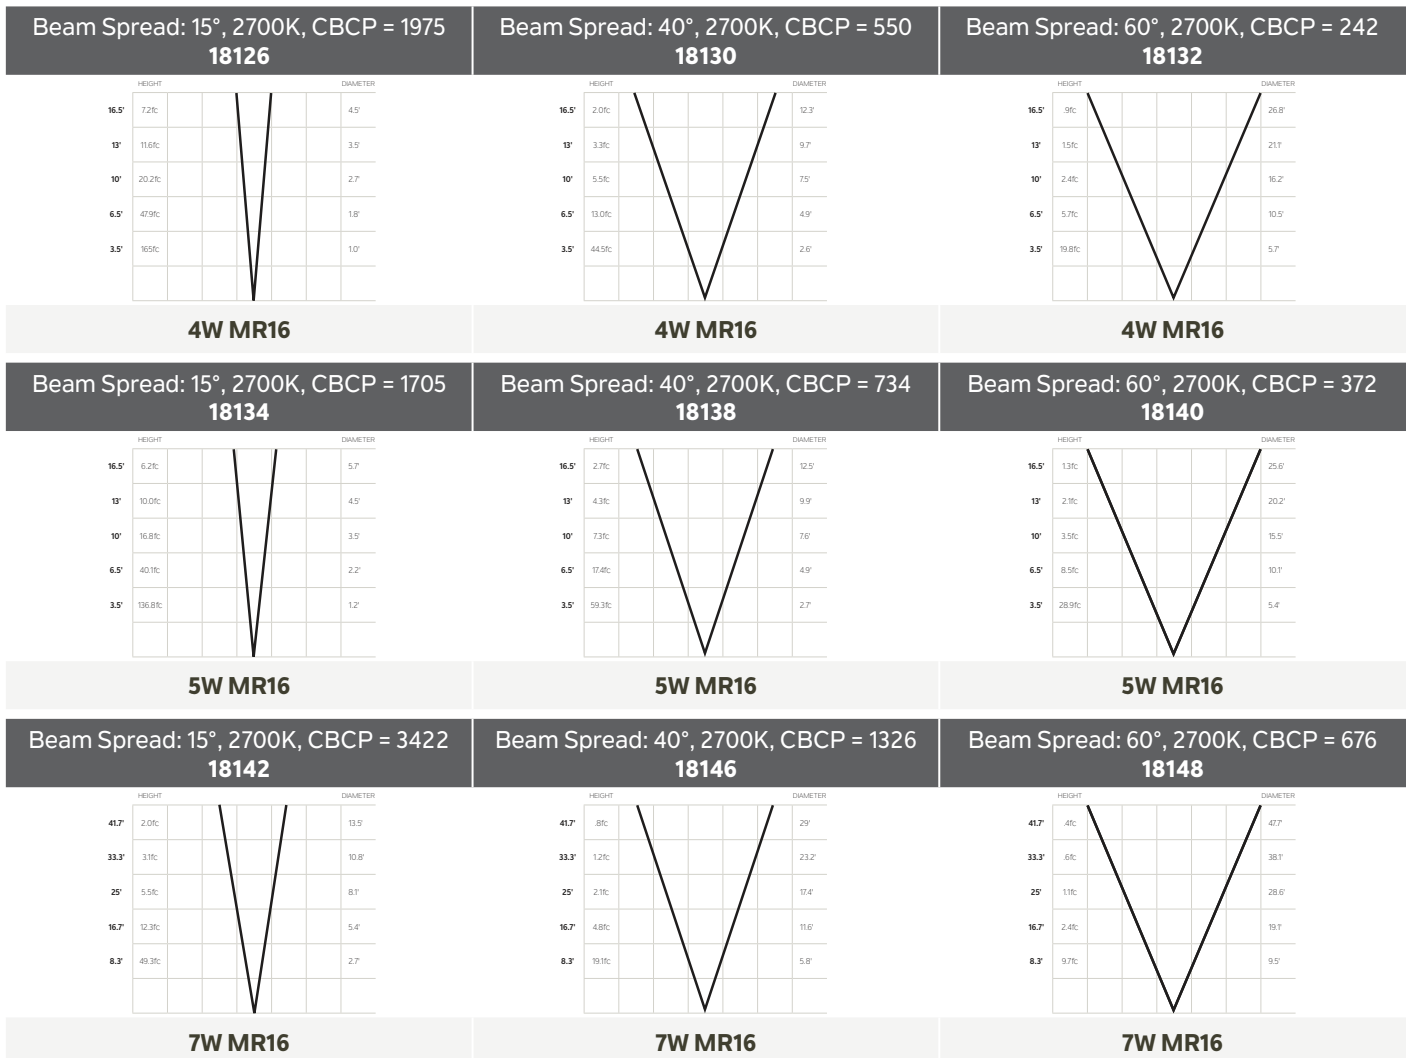 Beam Spread: 15°, 2700K, CBCP = 1975
18126
HEIGHT DIAMETER
16.5' 7.2fc 4.5'
13' 11.6fc 3.5'
10' 20.2fc 2.7'
6.5' 47.9fc 1.8'
3.5' 165fc 1.0'
4W MR16
Beam Spread: 40°, 2700K, CBCP = 550
18130
HEIGHT DIAMETER
16.5' 2.0fc 12.3'
13' 3.3fc 9.7'
10' 5.5fc 7.5'
6.5' 13.0fc 4.9'
3.5' 44.5fc 2.6'
4W MR16
Beam Spread: 60°, 2700K, CBCP = 242
18132
HEIGHT DIAMETER
16.5' .9fc 26.8'
13' 1.5fc 21.1'
10' 2.4fc 16.2'
6.5' 5.7fc 10.5'
3.5' 19.8fc 5.7'
4W MR16
Beam Spread: 15°, 2700K, CBCP = 1705
18134
HEIGHT DIAMETER
16.5' 6.2fc 5.7'
13' 10.0fc 4.5'
10' 16.8fc 3.5'
6.5' 40.1fc 2.2'
3.5' 136.8fc 1.2'
5W MR16
Beam Spread: 40°, 2700K, CBCP = 734
18138
HEIGHT DIAMETER
16.5' 2.7fc 12.5'
13' 4.3fc 9.9'
10' 7.3fc 7.6'
6.5' 17.4fc 4.9'
3.5' 59.3fc 2.7'
5W MR16
Beam Spread: 60°, 2700K, CBCP = 372
18140
HEIGHT DIAMETER
16.5' 1.3fc 25.6'
13' 2.1fc 20.2'
10' 3.5fc 15.5'
6.5' 8.5fc 10.1'
3.5' 28.9fc 5.4'
5W MR16
Beam Spread: 15°, 2700K, CBCP = 3422
18142
HEIGHT DIAMETER
41.7' 2.0fc 13.5'
33.3' 3.1fc 10.8'
25' 5.5fc 8.1'
16.7' 12.3fc 5.4'
8.3' 49.3fc 2.7'
7W MR16
Beam Spread: 40°, 2700K, CBCP = 1326
18146
HEIGHT DIAMETER
41.7' .8fc 29'
33.3' 1.2fc 23.2'
25' 2.1fc 17.4'
16.7' 4.8fc 11.6'
8.3' 19.1fc 5.8'
7W MR16
Beam Spread: 60°, 2700K, CBCP = 676
18148
HEIGHT DIAMETER
41.7' .4fc 47.7'
33.3' .6fc 38.1'
25' 1.1fc 28.6'
16.7' 2.4fc 19.1'
8.3' 9.7fc 9.5'
7W MR16